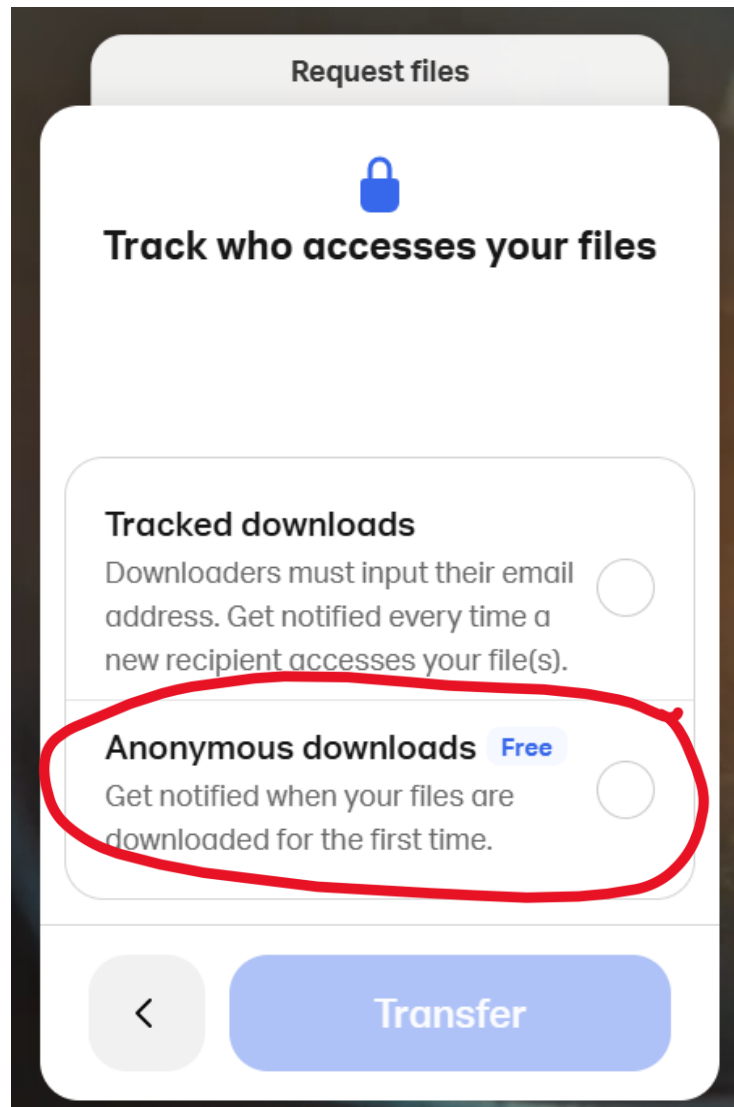 Request files
Track who accesses your files
Tracked downloads
Downloaders must input their email
address. Get notified every time a
new recipient accesses your file(s).
Anonymous downloads Free
Get notified when your files are
downloaded for the first time.
Transfer